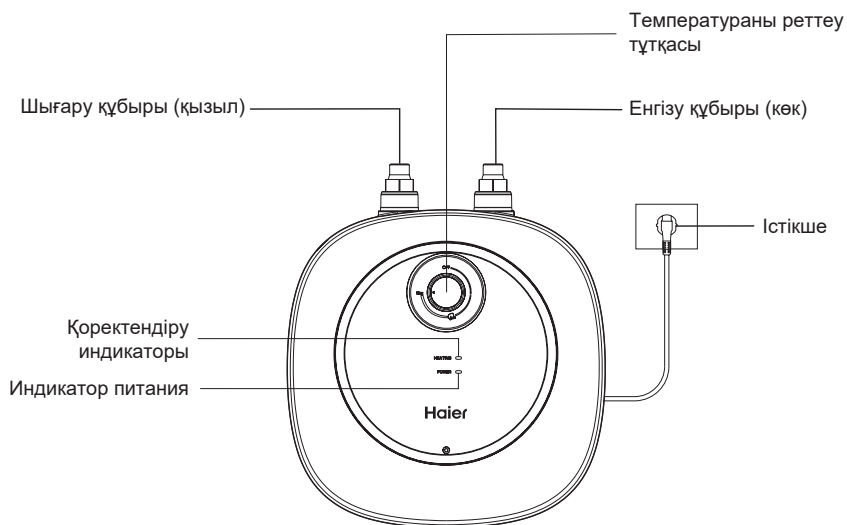 Температураны реттеу
тұтқасы
Шығару құбыры (қызыл)
Енгізу құбыры (көк)
Істікше
Қоректендіру
индикаторы
HEATING
POWER
Индикатор питания
Haier